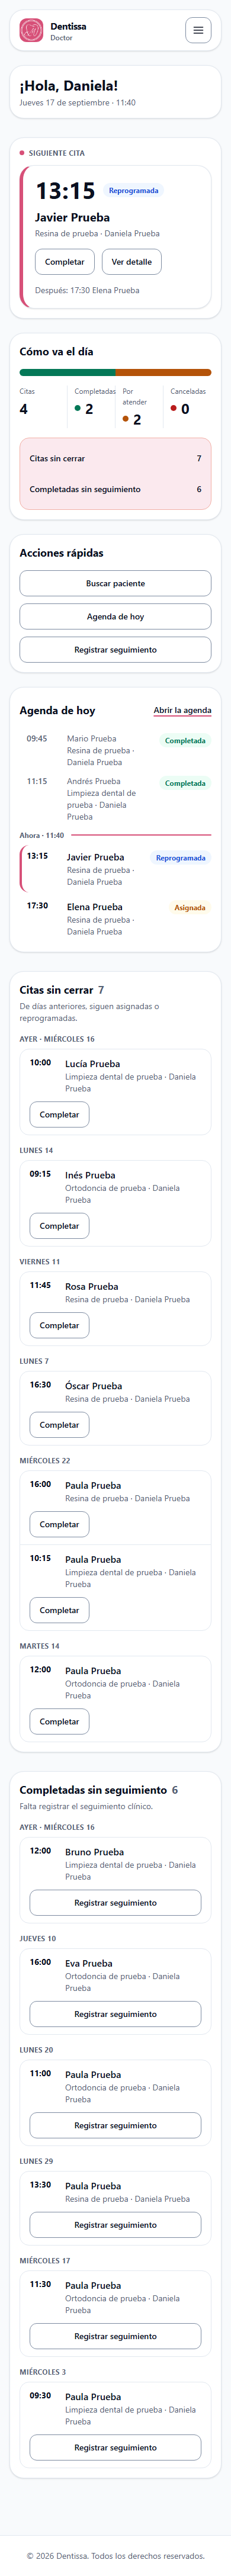 Dentissa
Doctor
¡Hola, Daniela!
Jueves 17 de septiembre · 11:40
SIGUIENTE CITA
13:15 Reprogramada
Javier Prueba
Resina de prueba · Daniela Prueba
Completar Ver detalle
Después: 17:30 Elena Prueba
Cómo va el día
Citas
4
Completadas
2
Por
atender
2
Canceladas
0
Citas sin cerrar 7
Completadas sin seguimiento 6
Acciones rápidas
Buscar paciente
Agenda de hoy
Registrar seguimiento
Agenda de hoy Abrir la agenda
09:45 Mario Prueba Completada
Resina de prueba ·
Daniela Prueba
11:15 Andrés Prueba Completada
Limpieza dental de
prueba · Daniela
Prueba
Ahora · 11:40
13:15 Javier Prueba Reprogramada
Resina de prueba ·
Daniela Prueba
17:30 Elena Prueba Asignada
Resina de prueba ·
Daniela Prueba
Citas sin cerrar 7
De días anteriores, siguen asignadas o
reprogramadas.
AYER · MIÉRCOLES 16
10:00 Lucía Prueba
Limpieza dental de prueba · Daniela
Prueba
Completar
LUNES 14
09:15 Inés Prueba
Ortodoncia de prueba · Daniela
Prueba
Completar
VIERNES 11
11:45 Rosa Prueba
Resina de prueba · Daniela Prueba
Completar
LUNES 7
16:30 Óscar Prueba
Resina de prueba · Daniela Prueba
Completar
MIÉRCOLES 22
16:00 Paula Prueba
Resina de prueba · Daniela Prueba
Completar
10:15 Paula Prueba
Limpieza dental de prueba · Daniela
Prueba
Completar
MARTES 14
12:00 Paula Prueba
Ortodoncia de prueba · Daniela
Prueba
Completar
Completadas sin seguimiento 6
Falta registrar el seguimiento clínico.
AYER · MIÉRCOLES 16
12:00 Bruno Prueba
Limpieza dental de prueba · Daniela
Prueba
Registrar seguimiento
JUEVES 10
16:00 Eva Prueba
Ortodoncia de prueba · Daniela
Prueba
Registrar seguimiento
LUNES 20
11:00 Paula Prueba
Ortodoncia de prueba · Daniela
Prueba
Registrar seguimiento
LUNES 29
13:30 Paula Prueba
Resina de prueba · Daniela Prueba
Registrar seguimiento
MIÉRCOLES 17
11:30 Paula Prueba
Ortodoncia de prueba · Daniela
Prueba
Registrar seguimiento
MIÉRCOLES 3
09:30 Paula Prueba
Limpieza dental de prueba · Daniela
Prueba
Registrar seguimiento
© 2026 Dentissa. Todos los derechos reservados.